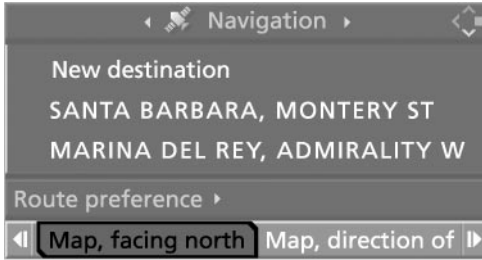 Navigation
New destination
SANTA BARBARA, MONTERY ST
MARINA DEL REY, ADMIRALITY W
Route preference
Map, facing north Map, direction of